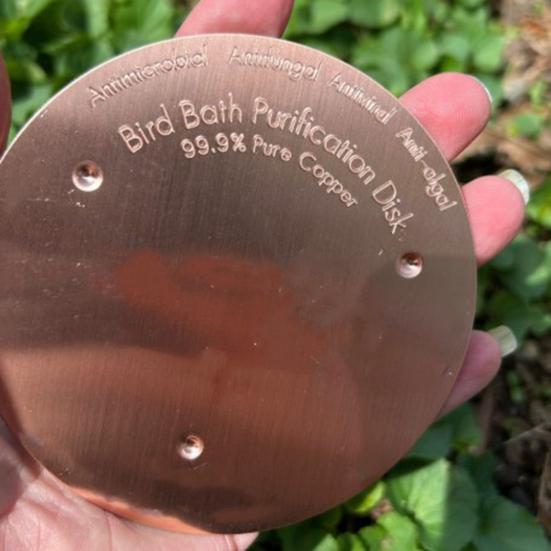 Antimicrobial Antifungal Antiviral Anti-algal
Bird Bath Purification Disk
99.9% Pure Copper